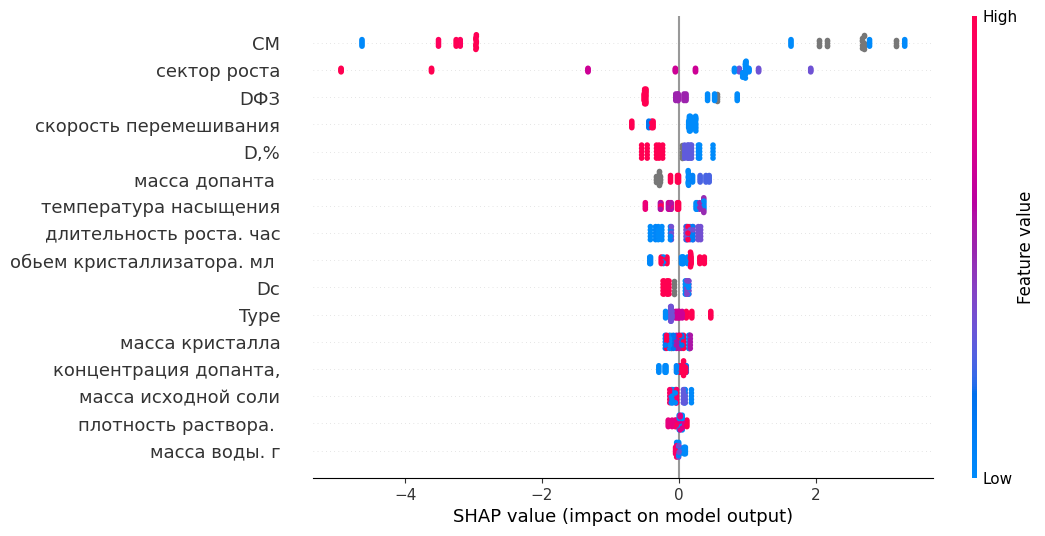 High
CM
сектор роста
DФЗ
скорость перемешивания
D,%
масса допанта
температура насыщения
длительность роста. час
обьем кристаллизатора. мл
Dc
Type
масса кристалла
концентрация допанта,
масса исходной соли
плотность раствора.
масса воды. г
Low
Feature value
−4 −2 0 2
SHAP value (impact on model output)